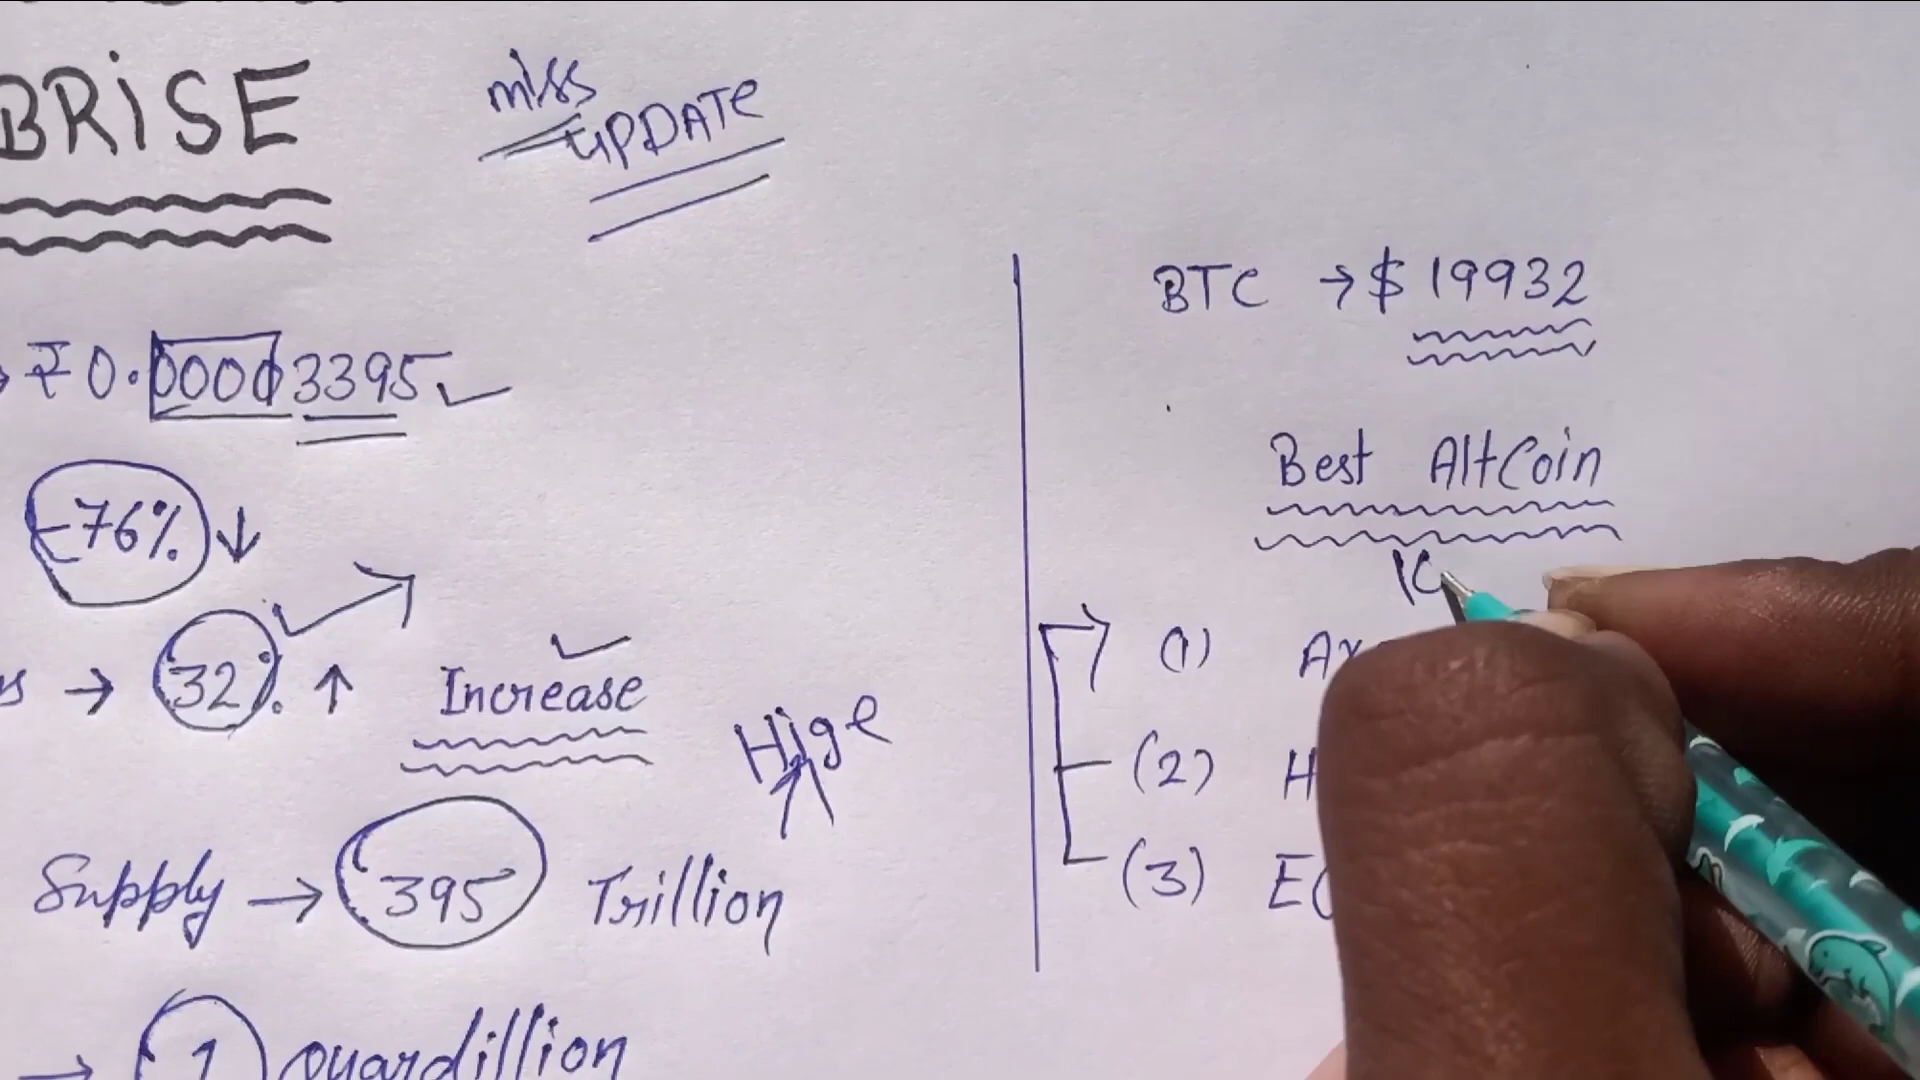 BRiSE
miss
UPDATe
BTC → $ 19932
→ ₹0.00003395 ✓
Best AltCoin
-76% ↓
(1)
→ 32% ↑ Increase
Hige
(2)
Supply → 395 Trillion
(3)
→ 1 quardillion